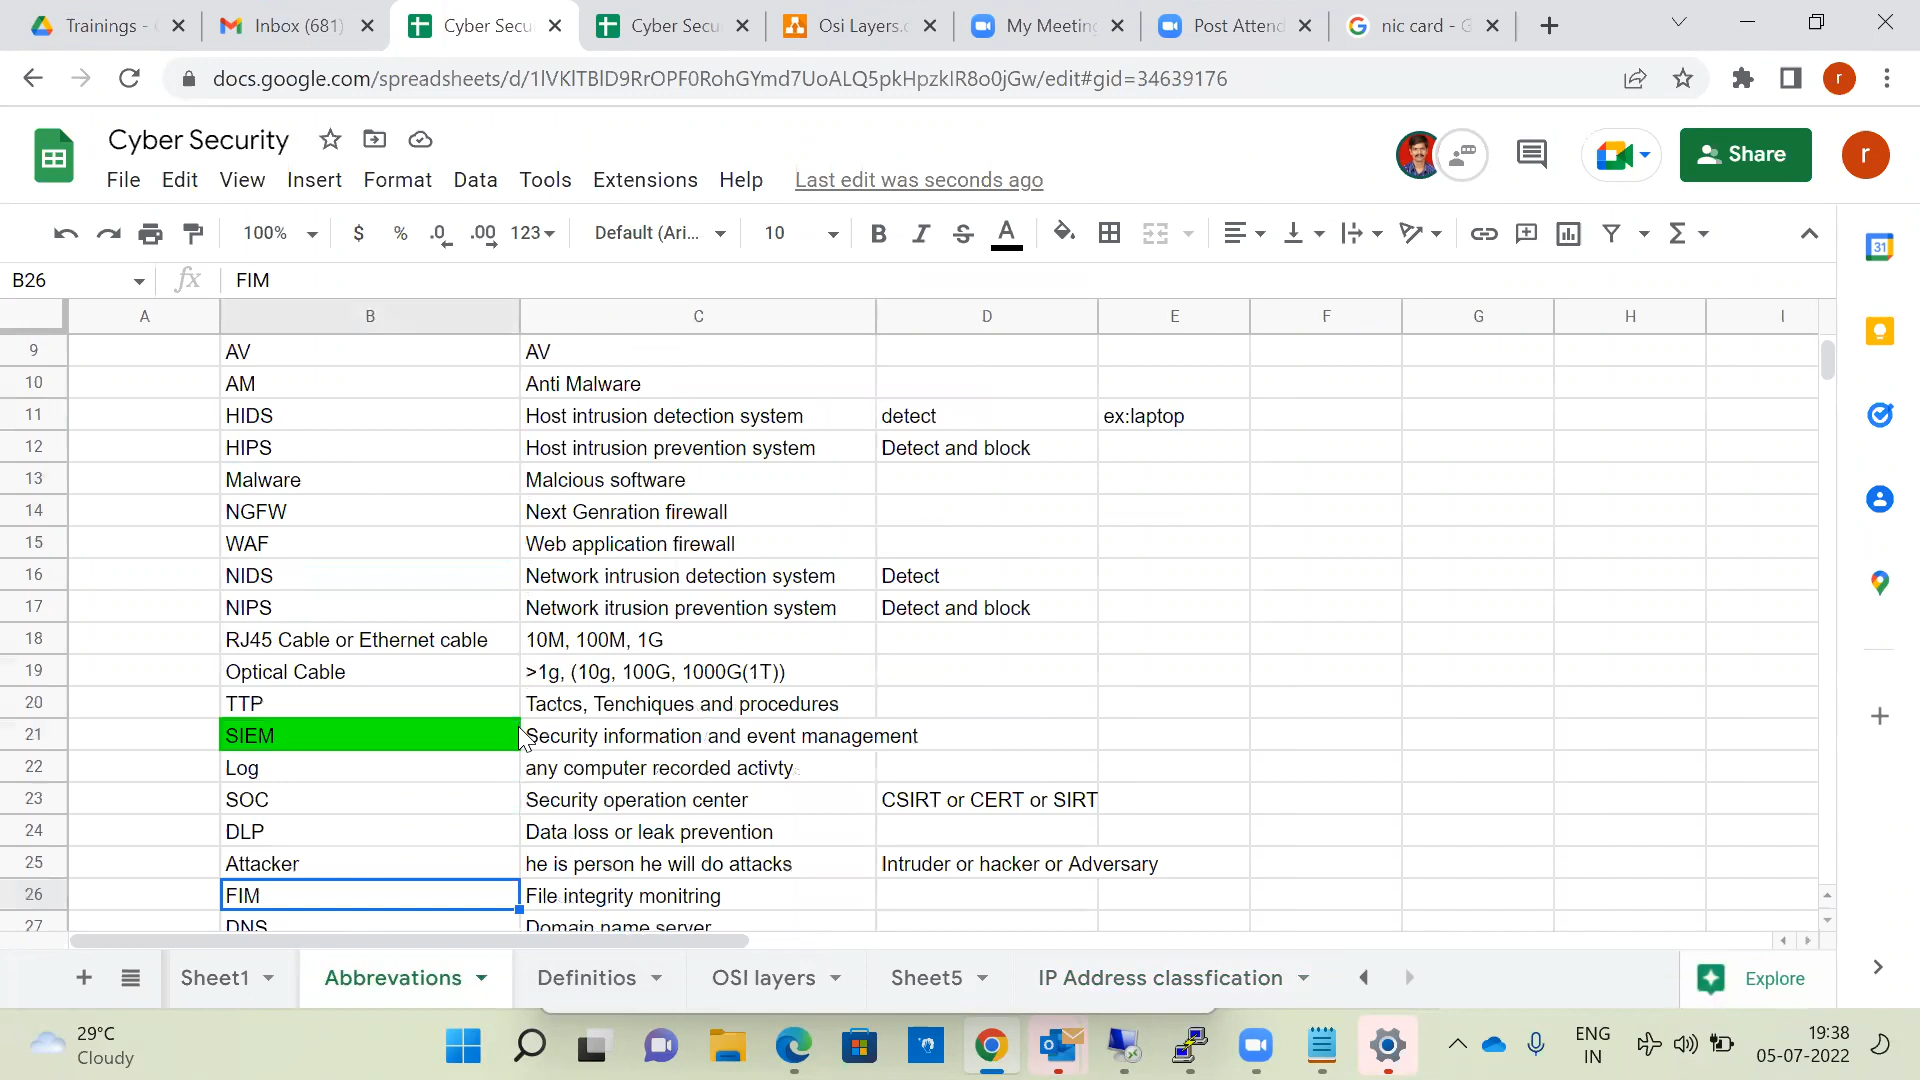 Trainings -
Inbox (681)
Cyber Secu
Cyber Secu
Osi Layers.c
My Meeting
Post Attend
nic card - G
docs.google.com/spreadsheets/d/1lVKlTBlD9RrOPF0RohGYmd7UoALQ5pkHpzkIR8o0jGw/edit#gid=34639176
r
Cyber Security
File Edit View Insert Format Data Tools Extensions Help Last edit was seconds ago
Share
r
100% $ % .0 .00 123 Default (Ari... 10 B I S A
31
B26 fx FIM
A B C D E F G H I
9 AV AV
10 AM Anti Malware
11 HIDS Host intrusion detection system detect ex:laptop
12 HIPS Host intrusion prevention system Detect and block
13 Malware Malcious software
14 NGFW Next Genration firewall
15 WAF Web application firewall
16 NIDS Network intrusion detection system Detect
17 NIPS Network itrusion prevention system Detect and block
18 RJ45 Cable or Ethernet cable 10M, 100M, 1G
19 Optical Cable >1g, (10g, 100G, 1000G(1T))
20 TTP Tactcs, Tenchiques and procedures
21 SIEM Security information and event management
22 Log any computer recorded activty
23 SOC Security operation center CSIRT or CERT or SIRT
24 DLP Data loss or leak prevention
25 Attacker he is person he will do attacks Intruder or hacker or Adversary
26 FIM File integrity monitring
27 DNS Domain name server
Sheet1 Abbrevations Definitios OSI layers Sheet5 IP Address classfication Explore
29°C
Cloudy
ENG
IN
19:38
05-07-2022